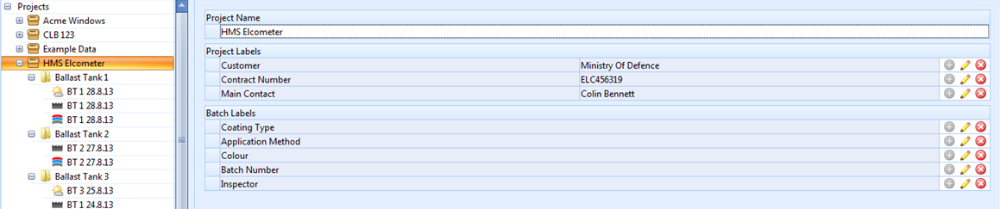 Projects
Acme Windows
CLB 123
Example Data
HMS Elcometer
Ballast Tank 1
BT 1 28.8.13
BT 1 28.8.13
BT 1 28.8.13
Ballast Tank 2
BT 2 27.8.13
BT 2 27.8.13
Ballast Tank 3
BT 3 25.8.13
BT 1 24.8.13
Project Name
HMS Elcometer
Project Labels
Customer Ministry Of Defence
Contract Number ELC456319
Main Contact Colin Bennett
Batch Labels
Coating Type
Application Method
Colour
Batch Number
Inspector